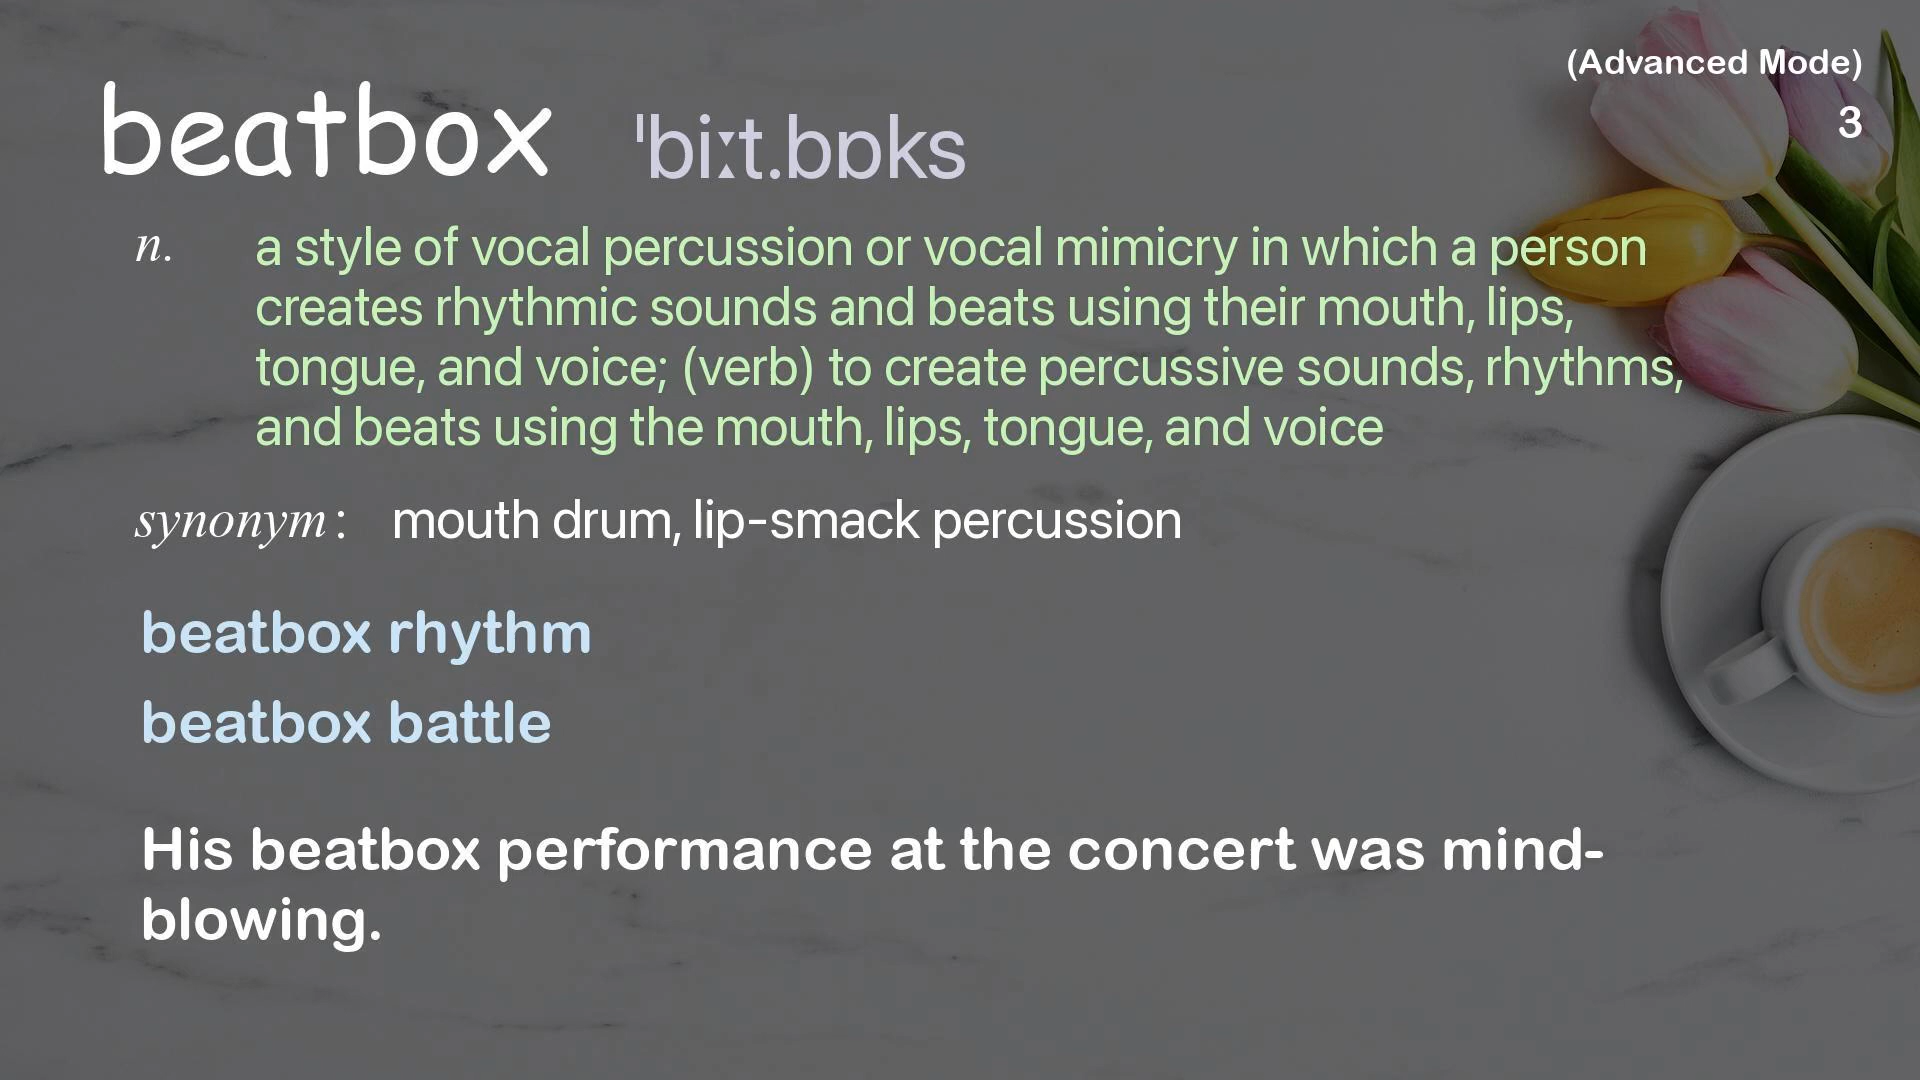 (Advanced Mode)
3
beatbox ˈbiːt.bɒks
n. a style of vocal percussion or vocal mimicry in which a person
creates rhythmic sounds and beats using their mouth, lips,
tongue, and voice; (verb) to create percussive sounds, rhythms,
and beats using the mouth, lips, tongue, and voice
synonym: mouth drum, lip-smack percussion
beatbox rhythm
beatbox battle
His beatbox performance at the concert was mind-
blowing.